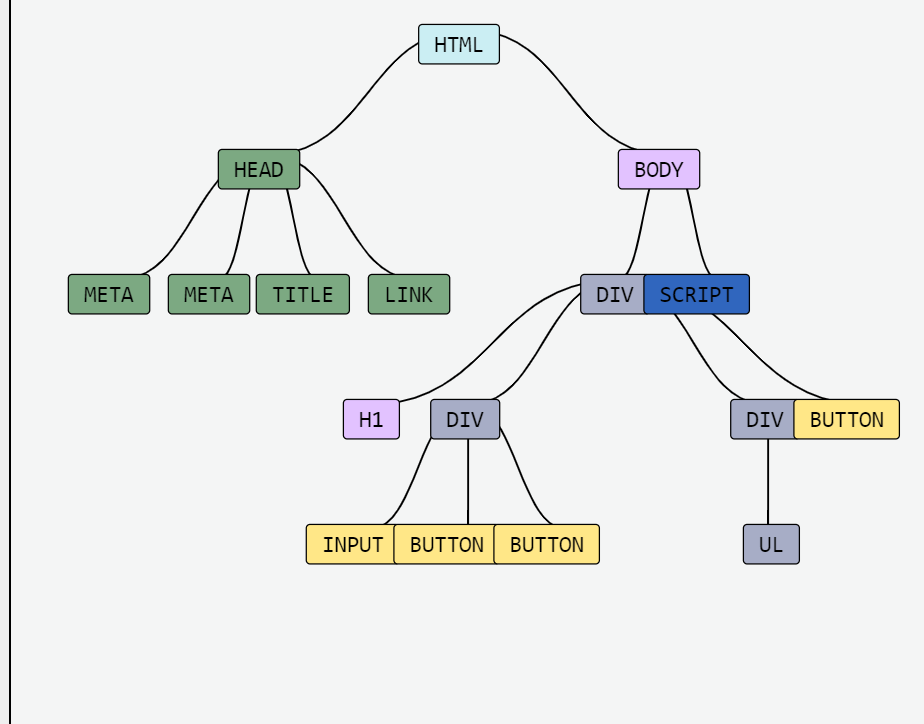 HTML
HEAD BODY
META META TITLE LINK DIV SCRIPT
H1 DIV DIV BUTTON
INPUT BUTTON BUTTON UL